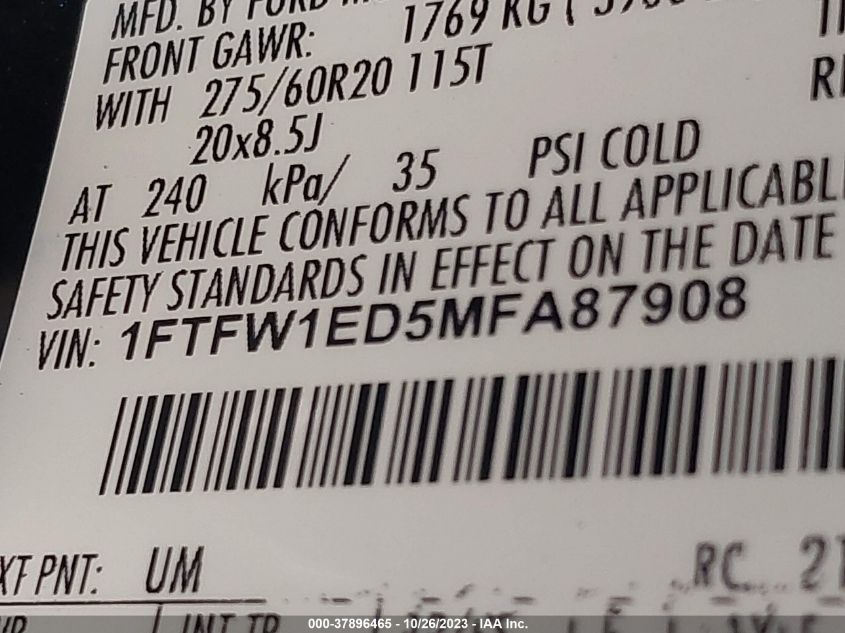 MFD. BY FORD
FRONT GAWR: 1769 KG (
WITH 275/60R20 115T
20x8.5J
AT 240 kPa/ 35 PSI COLD
THIS VEHICLE CONFORMS TO ALL
SAFETY STANDARDS IN EFFECT ON THE DATE
VIN: 1FTFW1ED5MFA87908
PNT: UM RC
INT TR
000-37896465 - 10/26/2023 - IAA Inc.